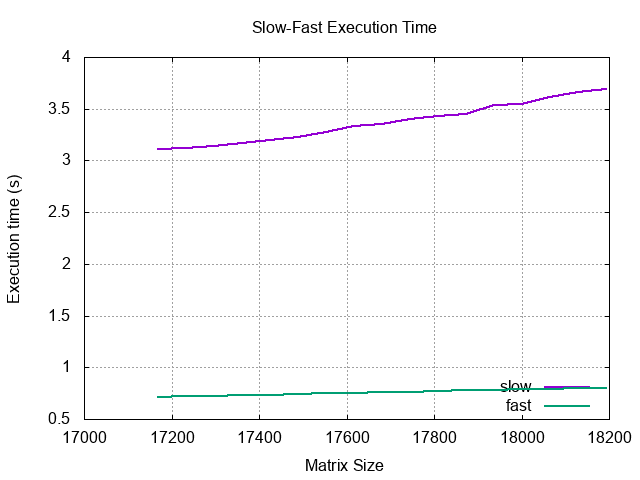 Slow-Fast Execution Time
4
3.5
3
2.5
2
1.5
1
0.5
Execution time (s)
slow
fast
17000 17200 17400 17600 17800 18000 18200
Matrix Size